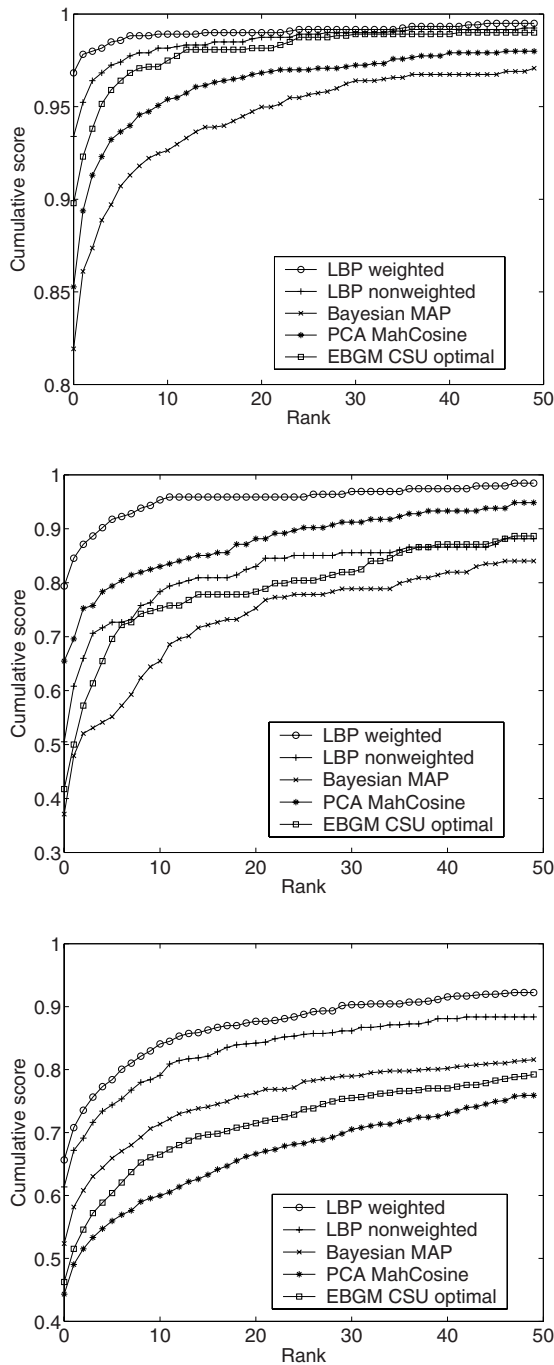 1
0.95
0.9
0.85
0.8
Cumulative score
LBP weighted
LBP nonweighted
Bayesian MAP
PCA MahCosine
EBGM CSU optimal
0 10 20 30 40 50
Rank
1
0.9
0.8
0.7
0.6
0.5
0.4
0.3
Cumulative score
LBP weighted
LBP nonweighted
Bayesian MAP
PCA MahCosine
EBGM CSU optimal
0 10 20 30 40 50
Rank
1
0.9
0.8
0.7
0.6
0.5
0.4
Cumulative score
LBP weighted
LBP nonweighted
Bayesian MAP
PCA MahCosine
EBGM CSU optimal
0 10 20 30 40 50
Rank